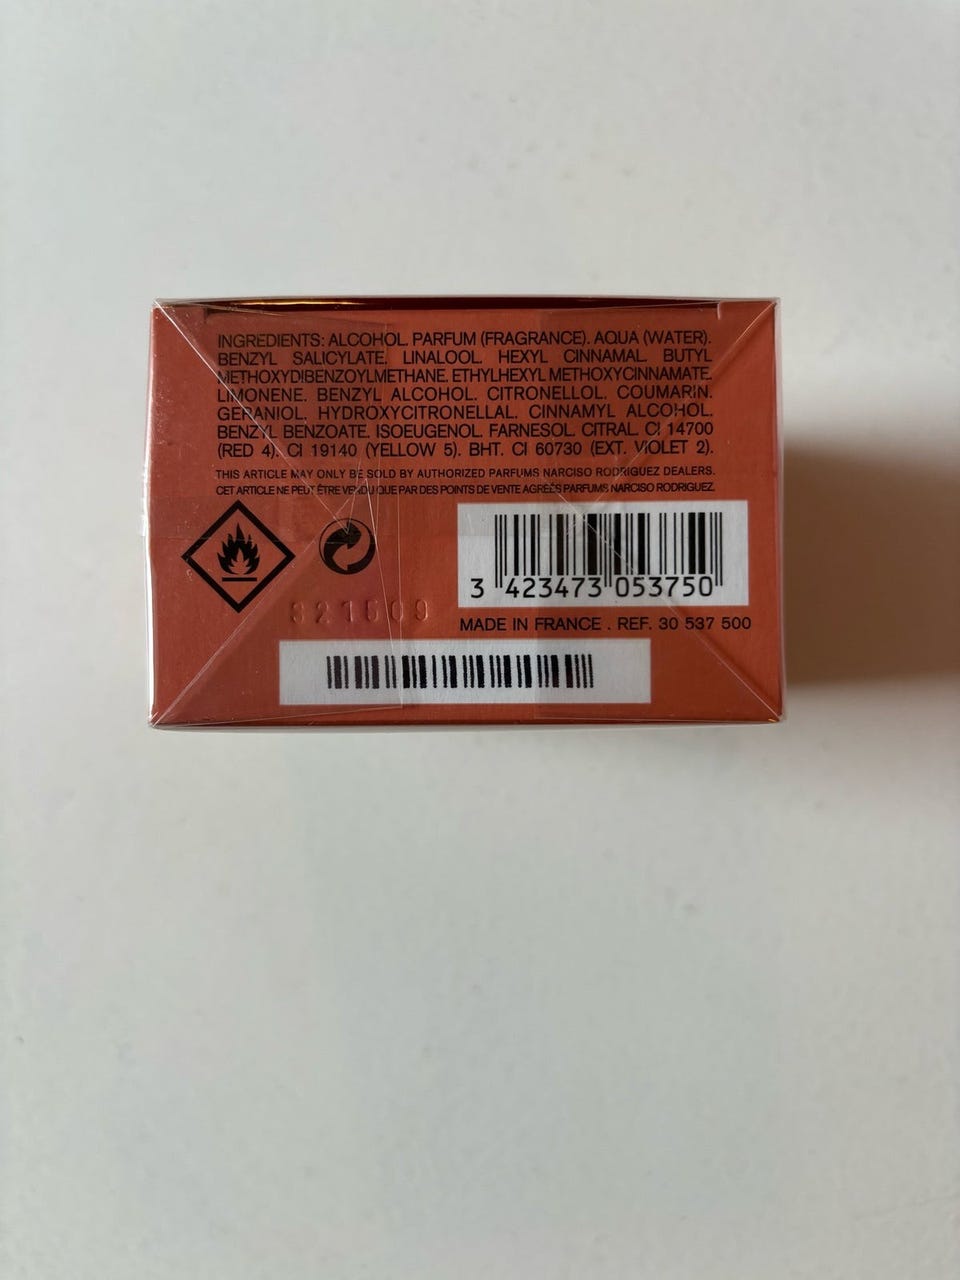 INGREDIENTS: ALCOHOL. PARFUM (FRAGRANCE). AQUA (WATER).
BENZYL SALICYLATE. LINALOOL. HEXYL CINNAMAL. BUTYL
METHOXYDIBENZOYLMETHANE. ETHYLHEXYL METHOXYCINNAMATE.
LIMONENE. BENZYL ALCOHOL. CITRONELLOL. COUMARIN.
GERANIOL. HYDROXYCITRONELLAL. CINNAMYL ALCOHOL.
BENZYL BENZOATE. ISOEUGENOL. FARNESOL. CITRAL. CI 14700
(RED 4). CI 19140 (YELLOW 5). BHT. CI 60730 (EXT. VIOLET 2).
THIS ARTICLE MAY ONLY BE SOLD BY AUTHORIZED PARFUMS NARCISO RODRIGUEZ DEALERS.
CET ARTICLE NE PEUT ÊTRE VENDU QUE PAR DES POINTS DE VENTE AGRÉÉS PARFUMS NARCISO RODRIGUEZ.
3 423473 053750
MADE IN FRANCE . REF. 30 537 500